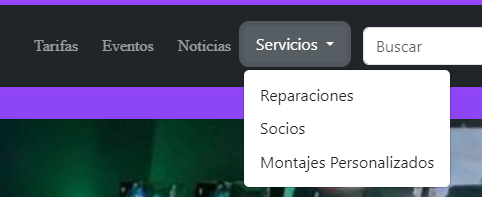 Tarifas Eventos Noticias Servicios Buscar
Reparaciones
Socios
Montajes Personalizados